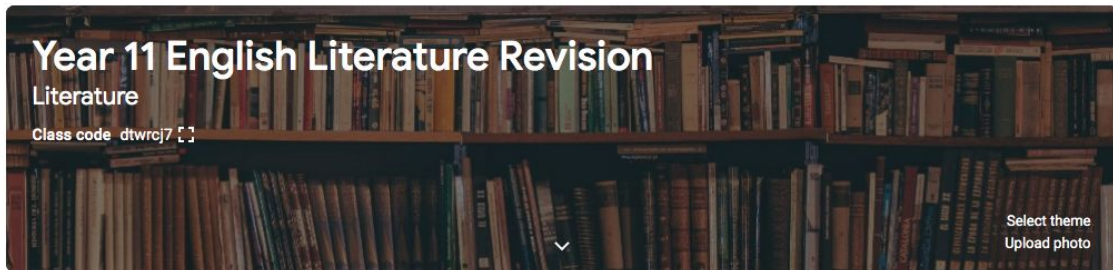 Year 11 English Literature Revision
Literature
Class code dtwrcj7
Select theme
Upload photo